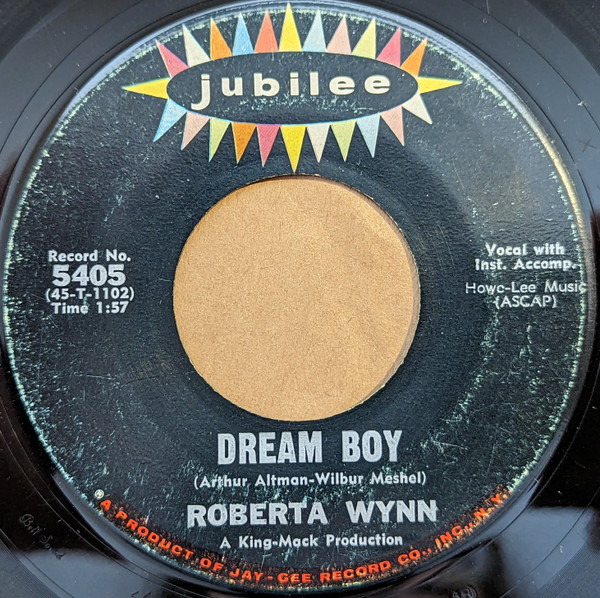 jubilee
Record No.
5405
(45-T-1102)
Time 1:57
Vocal with
Inst. Accomp.
Howc-Lee Music
(ASCAP)
DREAM BOY
(Arthur Altman-Wilbur Meshel)
ROBERTA WYNN
A King-Mack Production
®A PRODUCT OF JAY-GEE RECORD CO., INC., N.Y.